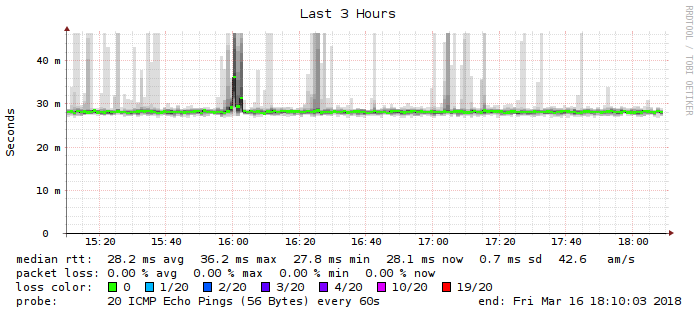 Last 3 Hours
RRDTOOL / TOBI OETIKER
Seconds
40 m
30 m
20 m
10 m
0
15:20 15:40 16:00 16:20 16:40 17:00 17:20 17:40 18:00
median rtt: 28.2 ms avg 36.2 ms max 27.8 ms min 28.1 ms now 0.7 ms sd 42.6 am/s
packet loss: 0.00 % avg 0.00 % max 0.00 % min 0.00 % now
loss color: 0 1/20 2/20 3/20 4/20 10/20 19/20
probe: 20 ICMP Echo Pings (56 Bytes) every 60s end: Fri Mar 16 18:10:03 2018